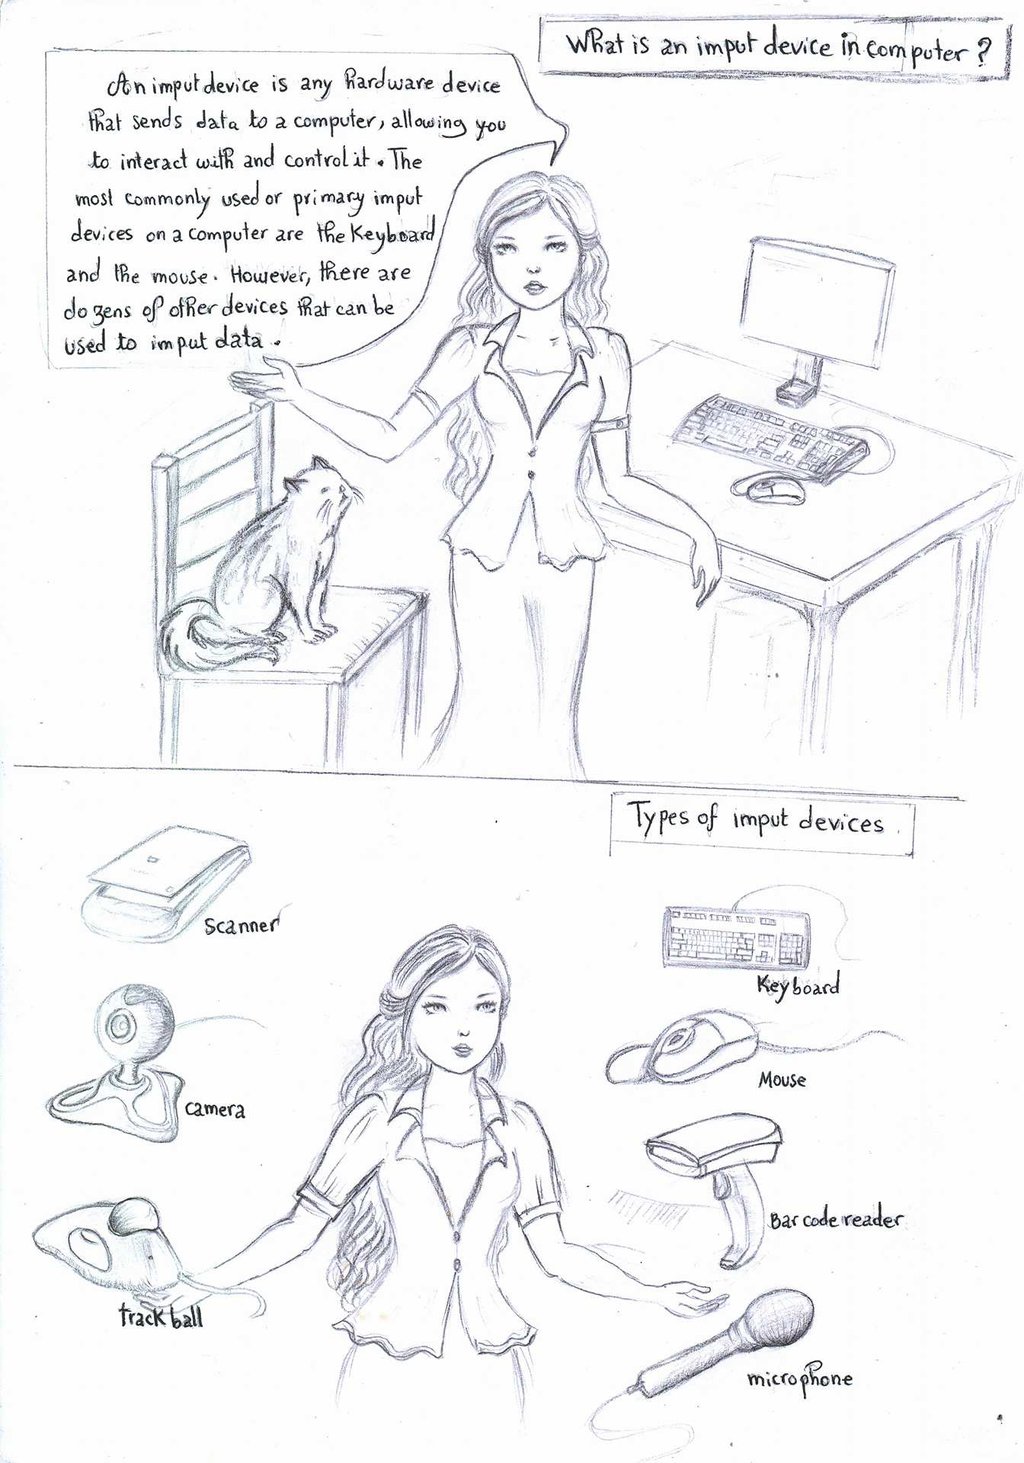 What is an imput device in computer ?
An imput device is any hardware device
that sends data to a computer, allowing you
to interact with and control it. The
most commonly used or primary imput
devices on a computer are the Keyboard
and the mouse. However, there are
dozens of other devices that can be
used to imput data.
Types of imput devices.
Scanner
Keyboard
camera
Mouse
Bar code reader
track ball
microphone